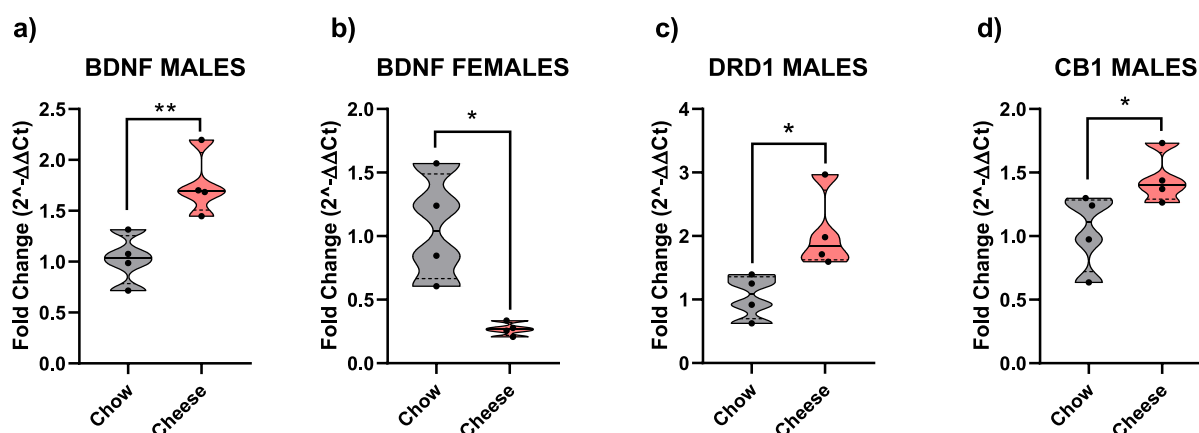 a)
BDNF MALES
Fold Change (2^-ΔΔCt)
2.5
2.0
1.5
1.0
0.5
0.0
**
Chow
Cheese
b)
BDNF FEMALES
Fold Change (2^-ΔΔCt)
2.0
1.5
1.0
0.5
0.0
*
Chow
Cheese
c)
DRD1 MALES
Fold Change (2^-ΔΔCt)
4
3
2
1
0
*
Chow
Cheese
d)
CB1 MALES
Fold Change (2^-ΔΔCt)
2.0
1.5
1.0
0.5
0.0
*
Chow
Cheese